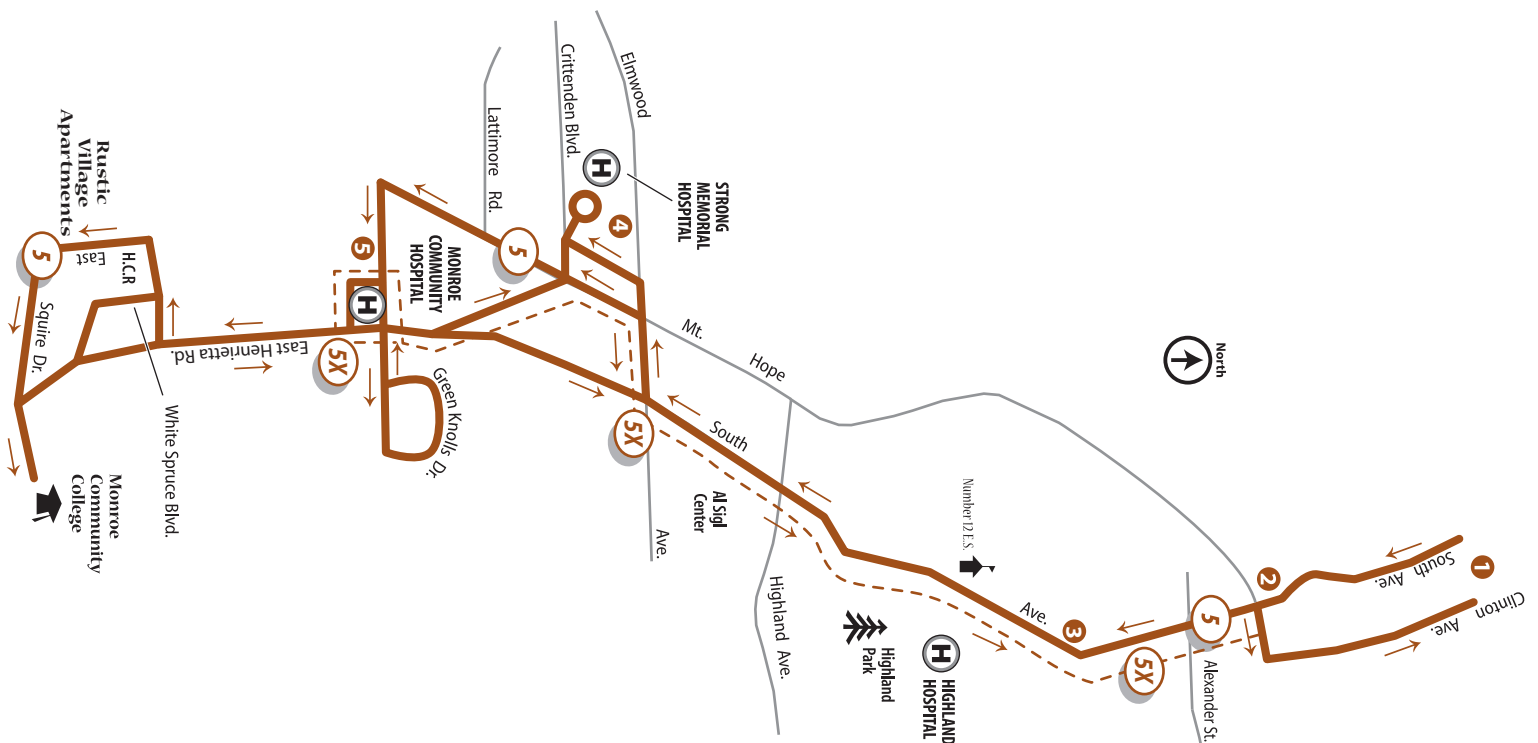 Elmwood
Crittenden Blvd.
Lattimore Rd.
H
STRONG
MEMORIAL
HOSPITAL
4
Rustic
Village
Apartments
5
East
H.C.R
Squire Dr.
5
MONROE
COMMUNITY
HOSPITAL
H
5
5X
East Henrietta Rd.
White Spruce Blvd.
Monroe
Community
College
Green Knolls Dr.
Mt.
Hope
South
5X
Al Sigl
Center
Ave.
Highland Ave.
Number 12 E.S.
Highland
Park
H
HIGHLAND
HOSPITAL
Ave.
3
North
5
5X
Alexander St.
2
South Ave.
1
Clinton
Ave.